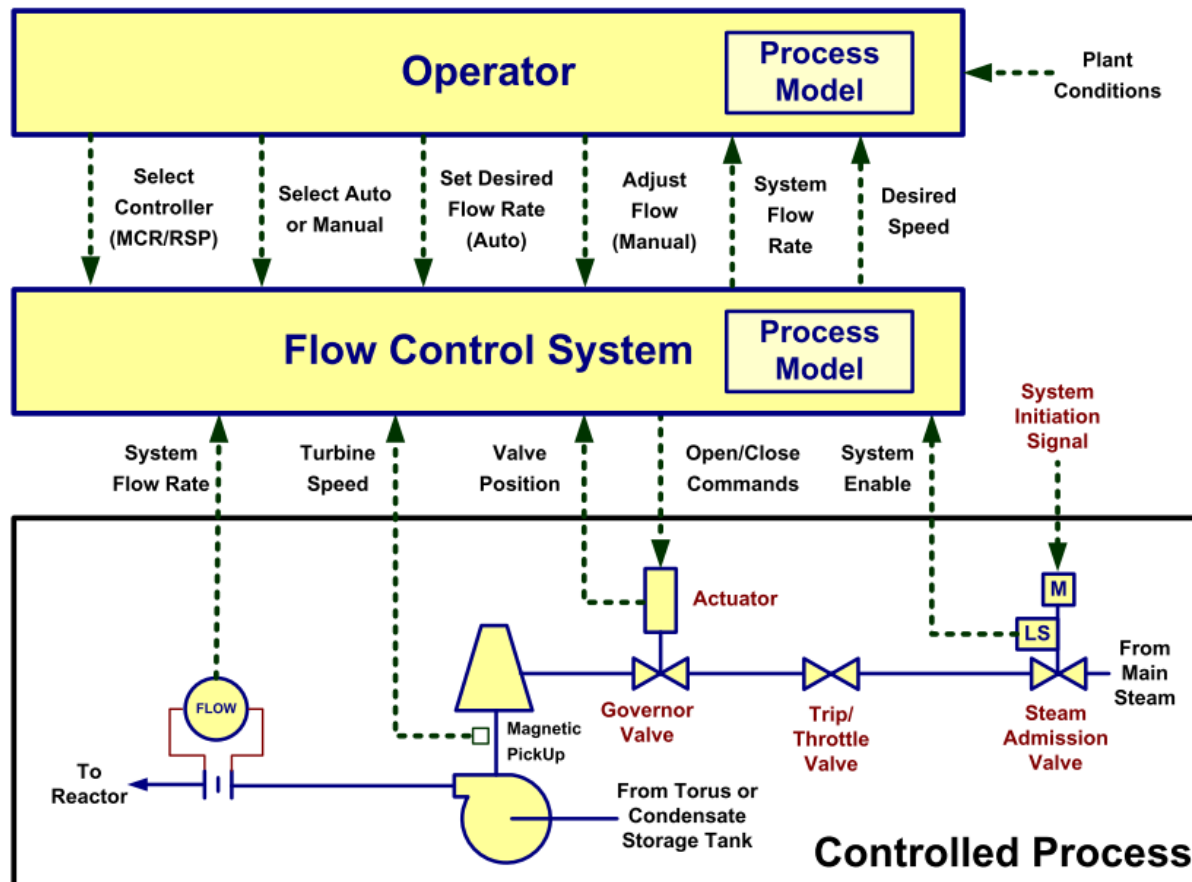 Operator
Process
Model
Plant
Conditions
Select
Controller
(MCR/RSP)
Select Auto
or Manual
Set Desired
Flow Rate
(Auto)
Adjust
Flow
(Manual)
System
Flow
Rate
Desired
Speed
Flow Control System
Process
Model
System
Initiation
Signal
System
Flow Rate
Turbine
Speed
Valve
Position
Open/Close
Commands
System
Enable
Actuator
M
LS
From
Main
Steam
FLOW
Magnetic
PickUp
Governor
Valve
Trip/
Throttle
Valve
Steam
Admission
Valve
To
Reactor
From Torus or
Condensate
Storage Tank
Controlled Process